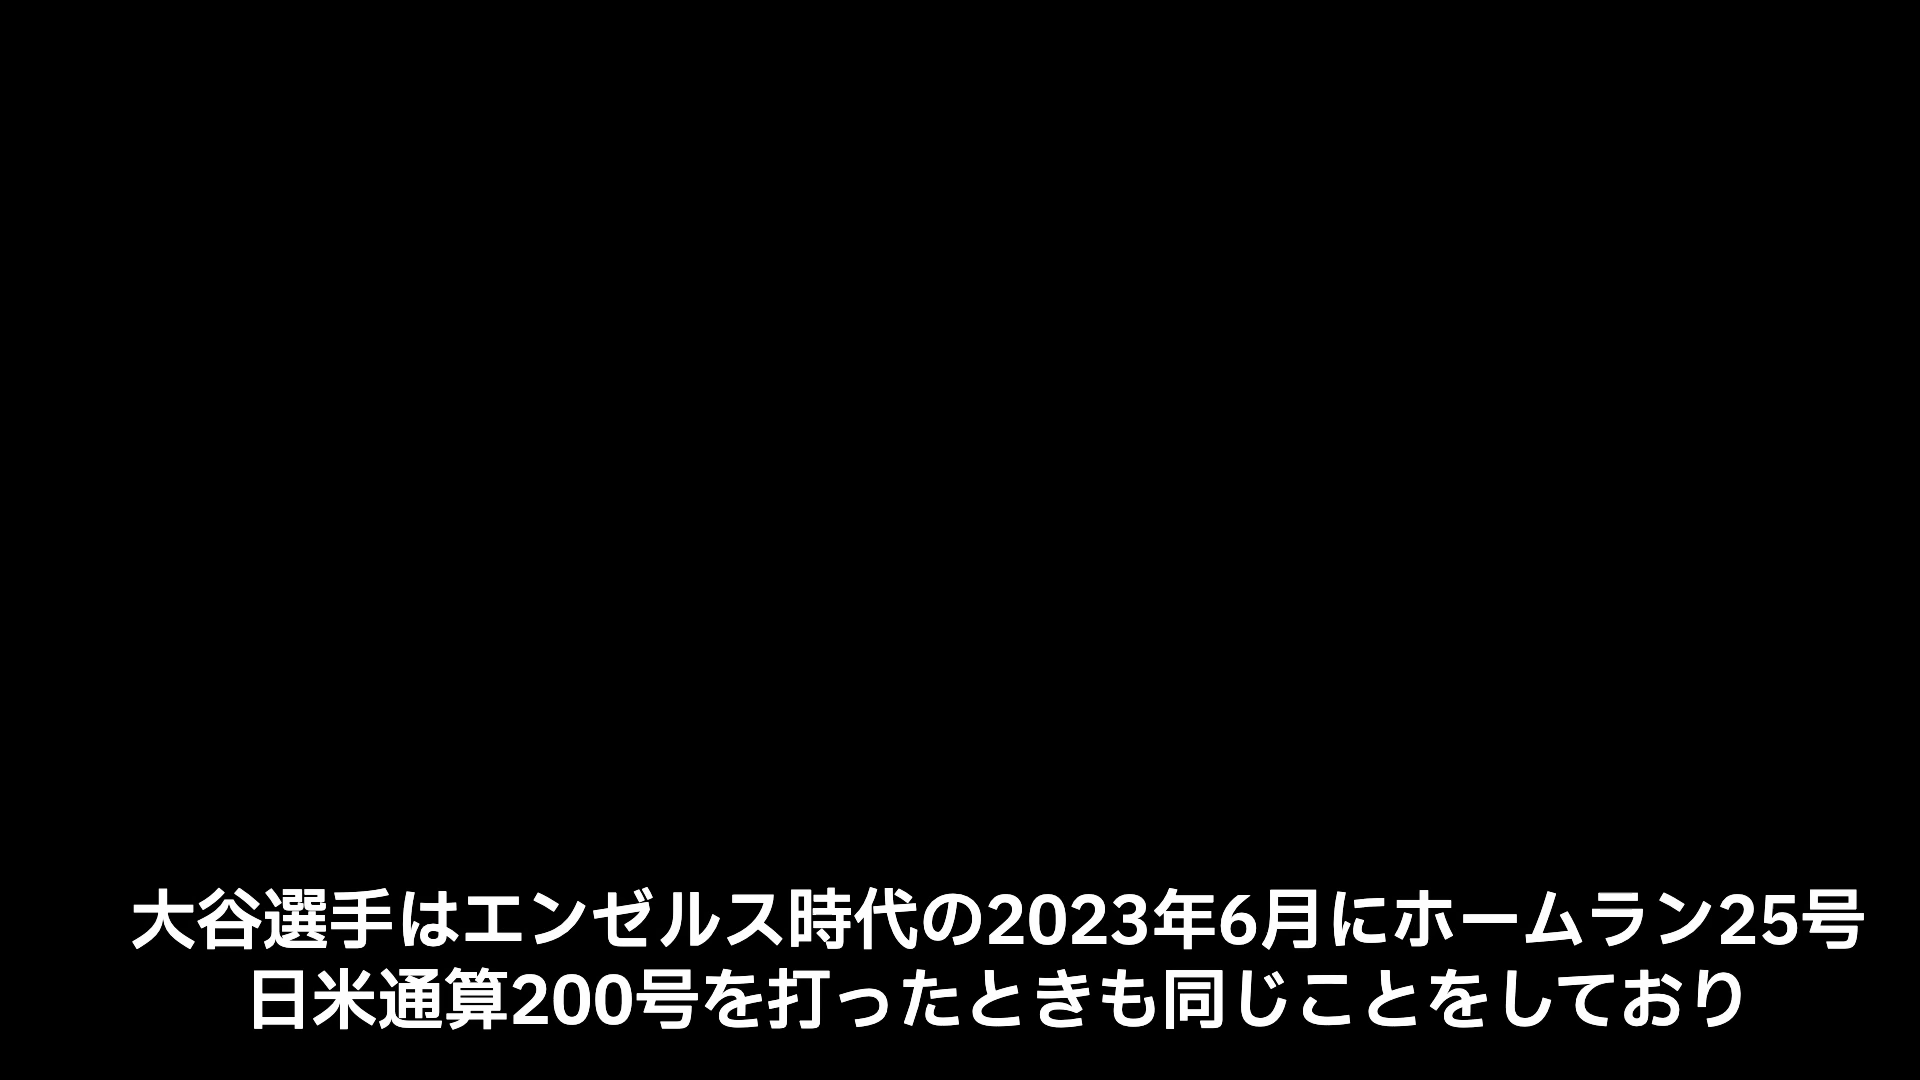 大谷選手はエンゼルス時代の2023年6月にホームラン25号
日米通算200号を打ったときも同じことをしており